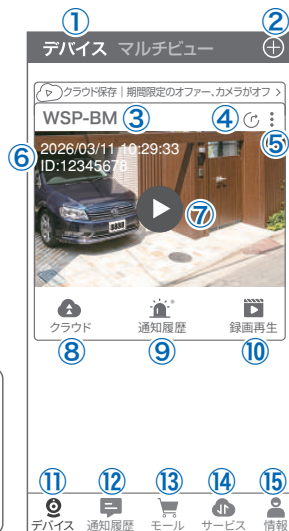 ① ②
デバイス マルチビュー
クラウド保存｜期間限定のオファー、カメラがオフ >
WSP-BM ③ ④ ⑤
⑥ 2026/03/11 10:29:33
ID:12345678
⑦
クラウド 通知履歴 録画再生
⑧ ⑨ ⑩
⑪ ⑫ ⑬ ⑭ ⑮
デバイス 通知履歴 モール サービス 情報